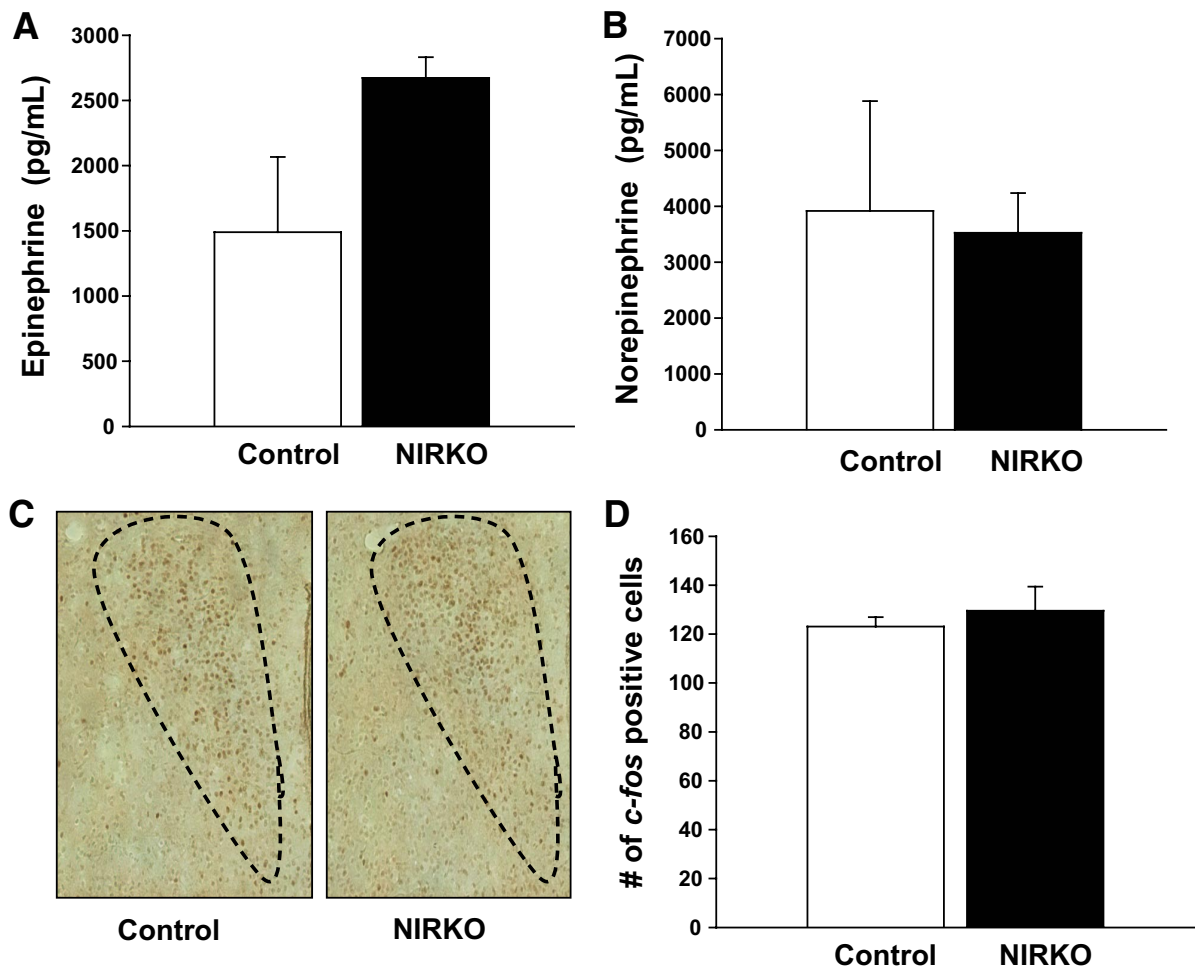 A
Epinephrine (pg/mL)
3000
2500
2000
1500
1000
500
0
Control NIRKO
B
Norepinephrine (pg/mL)
7000
6000
5000
4000
3000
2000
1000
0
Control NIRKO
C
Control NIRKO
D
# of c-fos positive cells
160
140
120
100
80
60
40
20
0
Control NIRKO